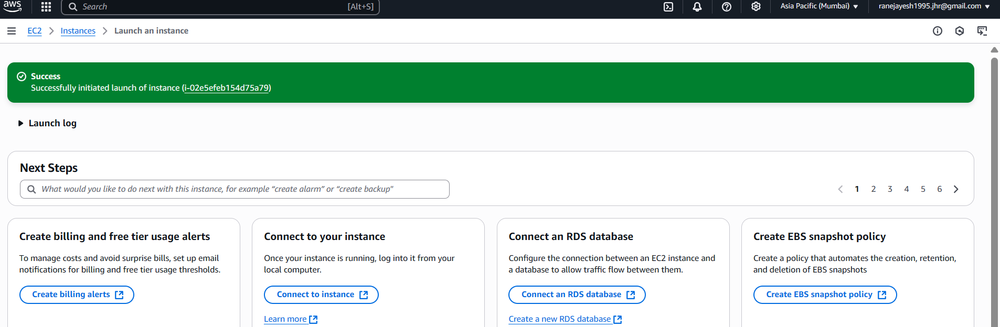 aws
Search [Alt+S]
Asia Pacific (Mumbai)
ranejayesh1995.jhr@gmail.com
EC2 > Instances > Launch an instance
Success
Successfully initiated launch of instance (i-02e5efeb154d75a79)
Launch log
Next Steps
What would you like to do next with this instance, for example “create alarm” or “create backup"
1 2 3 4 5 6
Create billing and free tier usage alerts
To manage costs and avoid surprise bills, set up email
notifications for billing and free tier usage thresholds.
Create billing alerts
Connect to your instance
Once your instance is running, log into it from your
local computer.
Connect to instance
Learn more
Connect an RDS database
Configure the connection between an EC2 instance and
a database to allow traffic flow between them.
Connect an RDS database
Create a new RDS database
Create EBS snapshot policy
Create a policy that automates the creation, retention,
and deletion of EBS snapshots
Create EBS snapshot policy